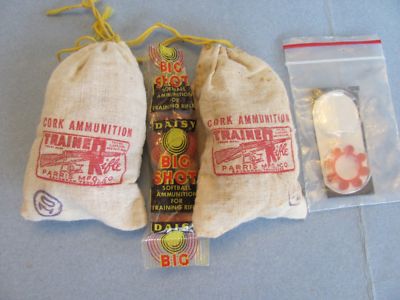 CORK AMMUNITION
TRAINER
Rifle
PARRIS MFG. CO.
BIG
SHOT
SOFTBALL
AMMUNITION
FOR
TRAINING RIFLE
DAISY
BIG
SHOT
SOFTBALL
AMMUNITION
FOR
TRAINING RIFLE
DAISY
BIG
CORK AMMUNITION
TRAINER
Rifle
PARRIS MFG. CO.